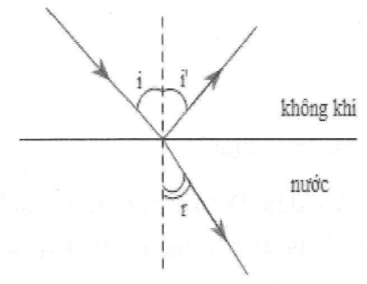 i i'
không khí
nước
r